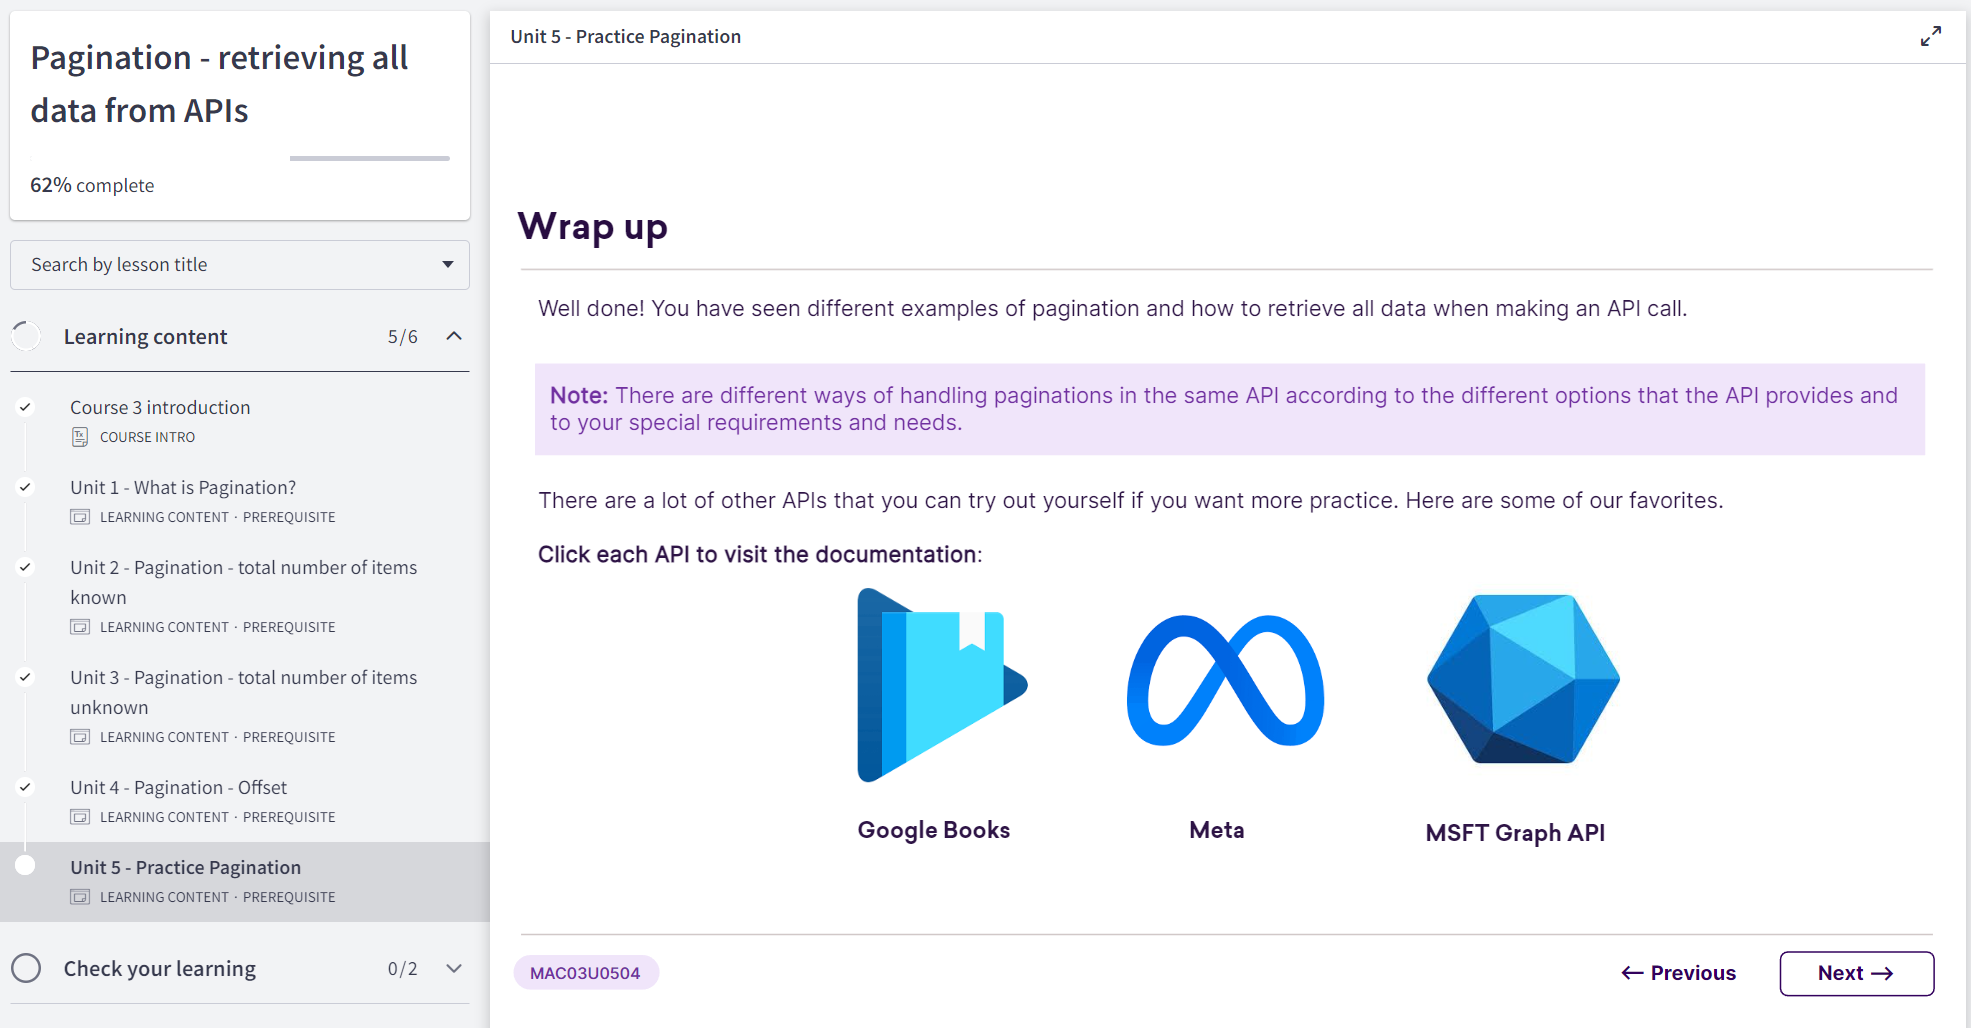 Pagination - retrieving all
data from APIs
62% complete
Search by lesson title
Learning content 5/6
Course 3 introduction
COURSE INTRO
Unit 1 - What is Pagination?
LEARNING CONTENT · PREREQUISITE
Unit 2 - Pagination - total number of items
known
LEARNING CONTENT · PREREQUISITE
Unit 3 - Pagination - total number of items
unknown
LEARNING CONTENT · PREREQUISITE
Unit 4 - Pagination - Offset
LEARNING CONTENT · PREREQUISITE
Unit 5 - Practice Pagination
LEARNING CONTENT · PREREQUISITE
Check your learning 0/2
Unit 5 - Practice Pagination
Wrap up
Well done! You have seen different examples of pagination and how to retrieve all data when making an API call.
Note: There are different ways of handling paginations in the same API according to the different options that the API provides and
to your special requirements and needs.
There are a lot of other APIs that you can try out yourself if you want more practice. Here are some of our favorites.
Click each API to visit the documentation:
Google Books
Meta
MSFT Graph API
MAC03U0504
← Previous
Next →